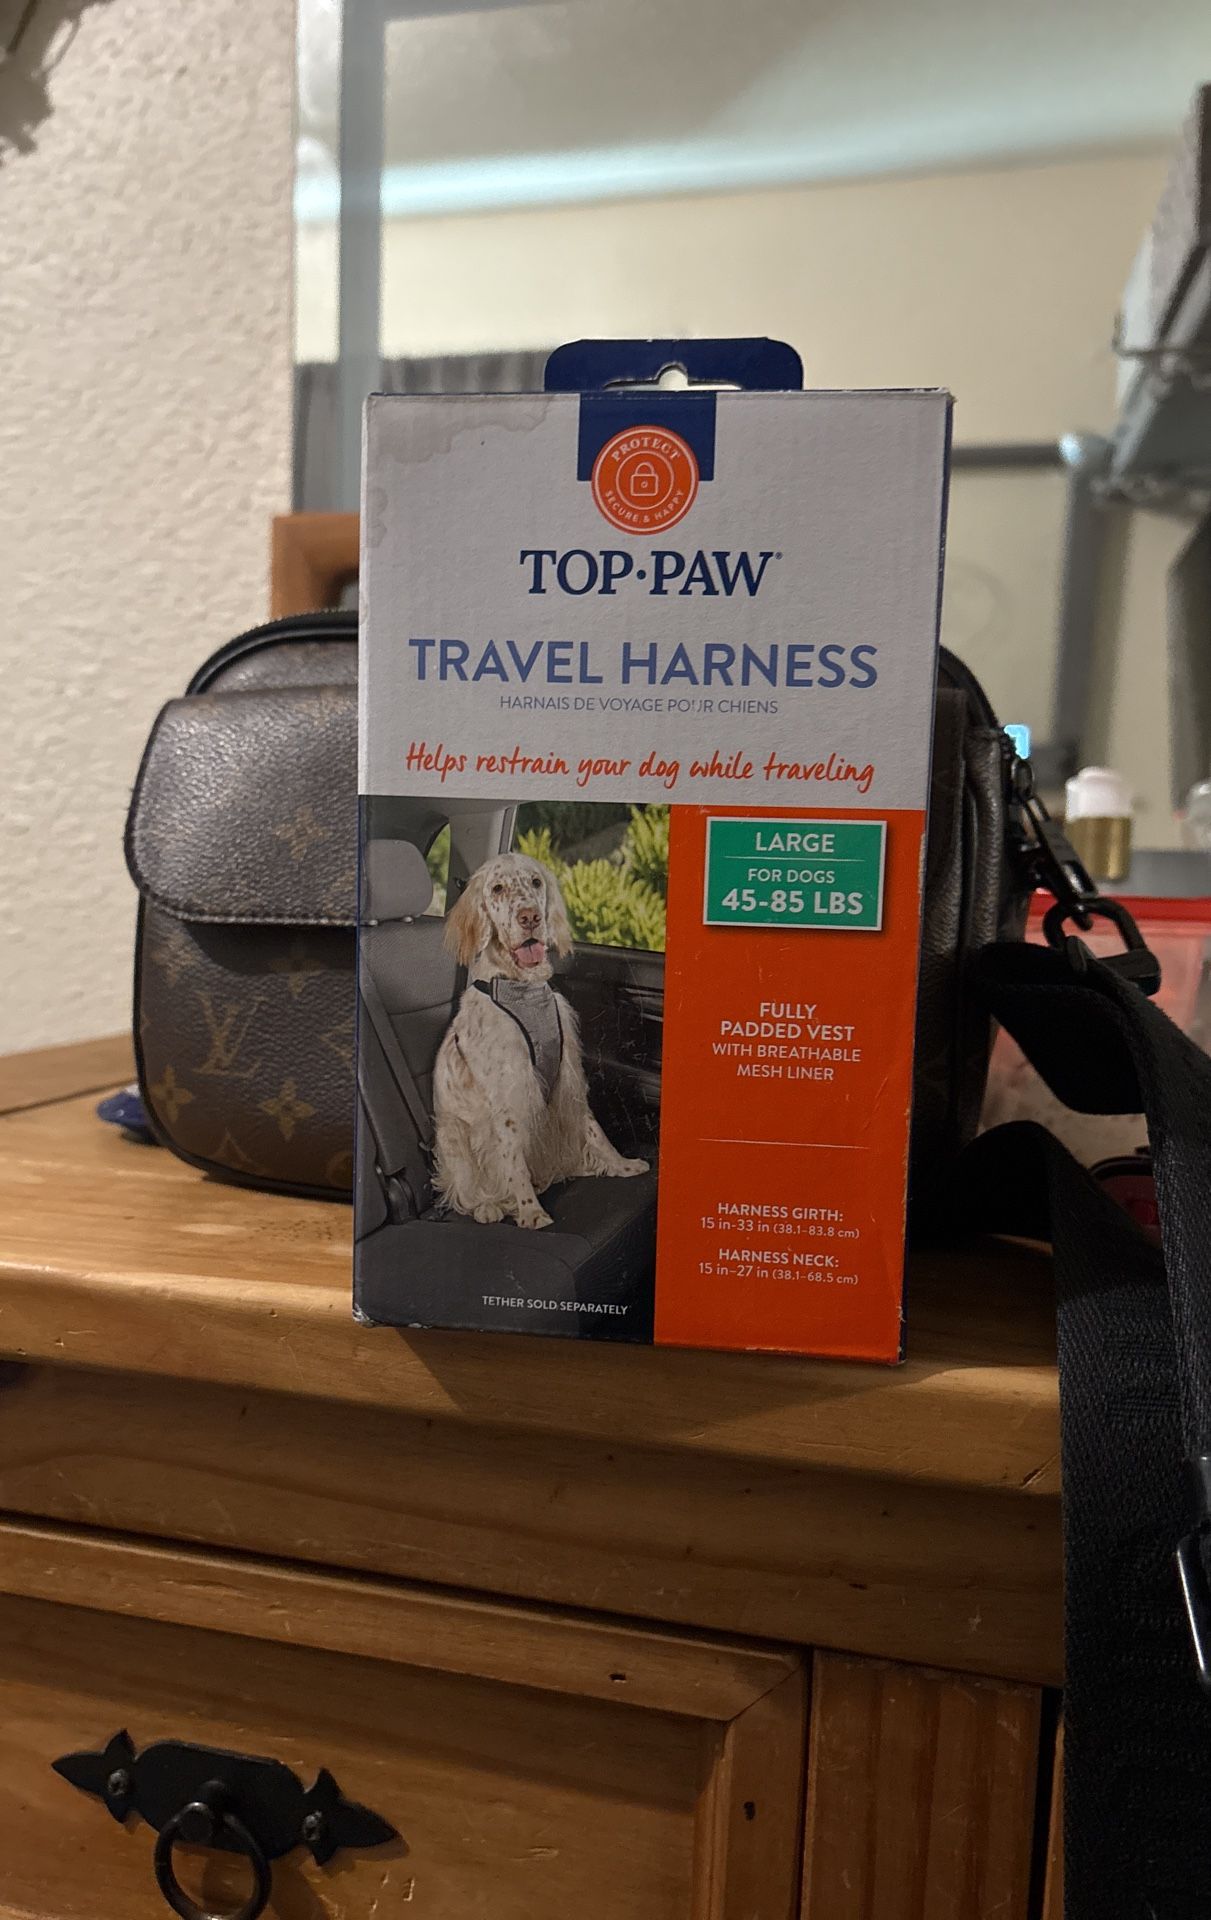 PROTECT
SECURE & HAPPY
TOP•PAW®
TRAVEL HARNESS
HARNAIS DE VOYAGE POUR CHIENS
Helps restrain your dog while traveling
LARGE
FOR DOGS
45-85 LBS
FULLY
PADDED VEST
WITH BREATHABLE
MESH LINER
HARNESS GIRTH:
15 in-33 in (38.1-83.8 cm)
HARNESS NECK:
15 in-27 in (38.1-68.5 cm)
TETHER SOLD SEPARATELY
LV